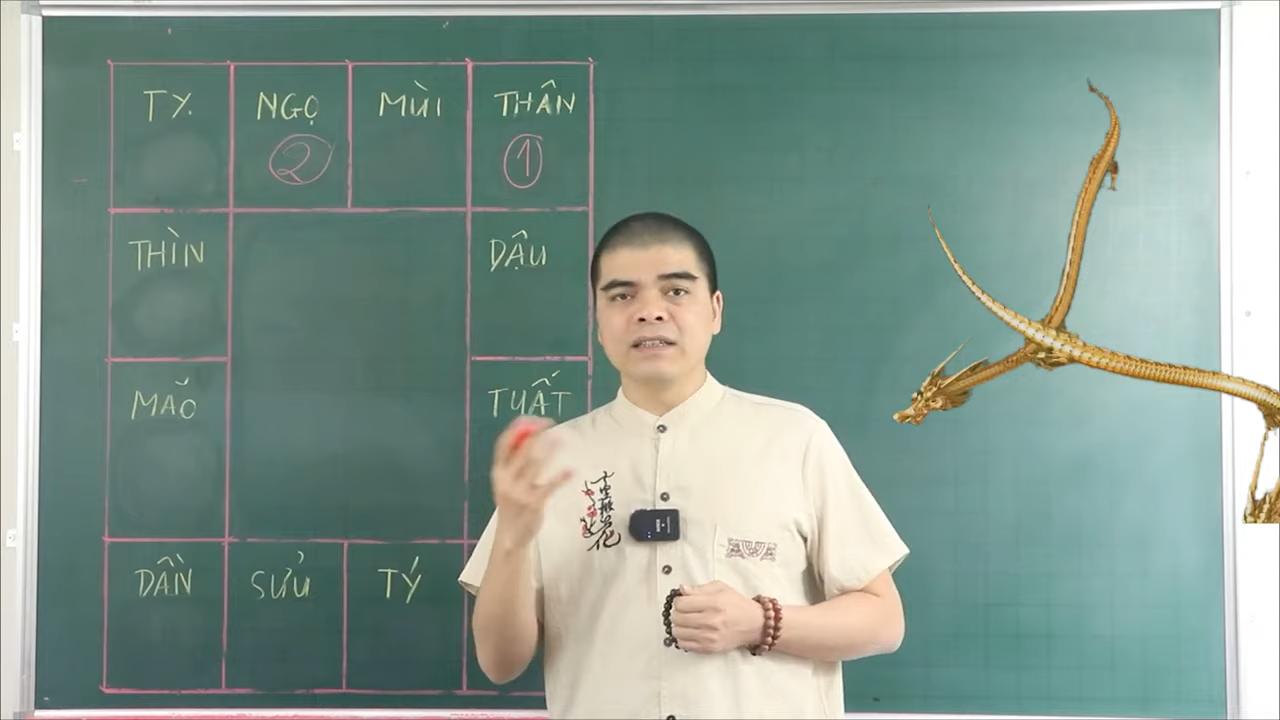 TỴ NGỌ MÙI THÂN
② ①
THÌN DẬU
MÃO TUẤT
DẦN SỬU TÝ